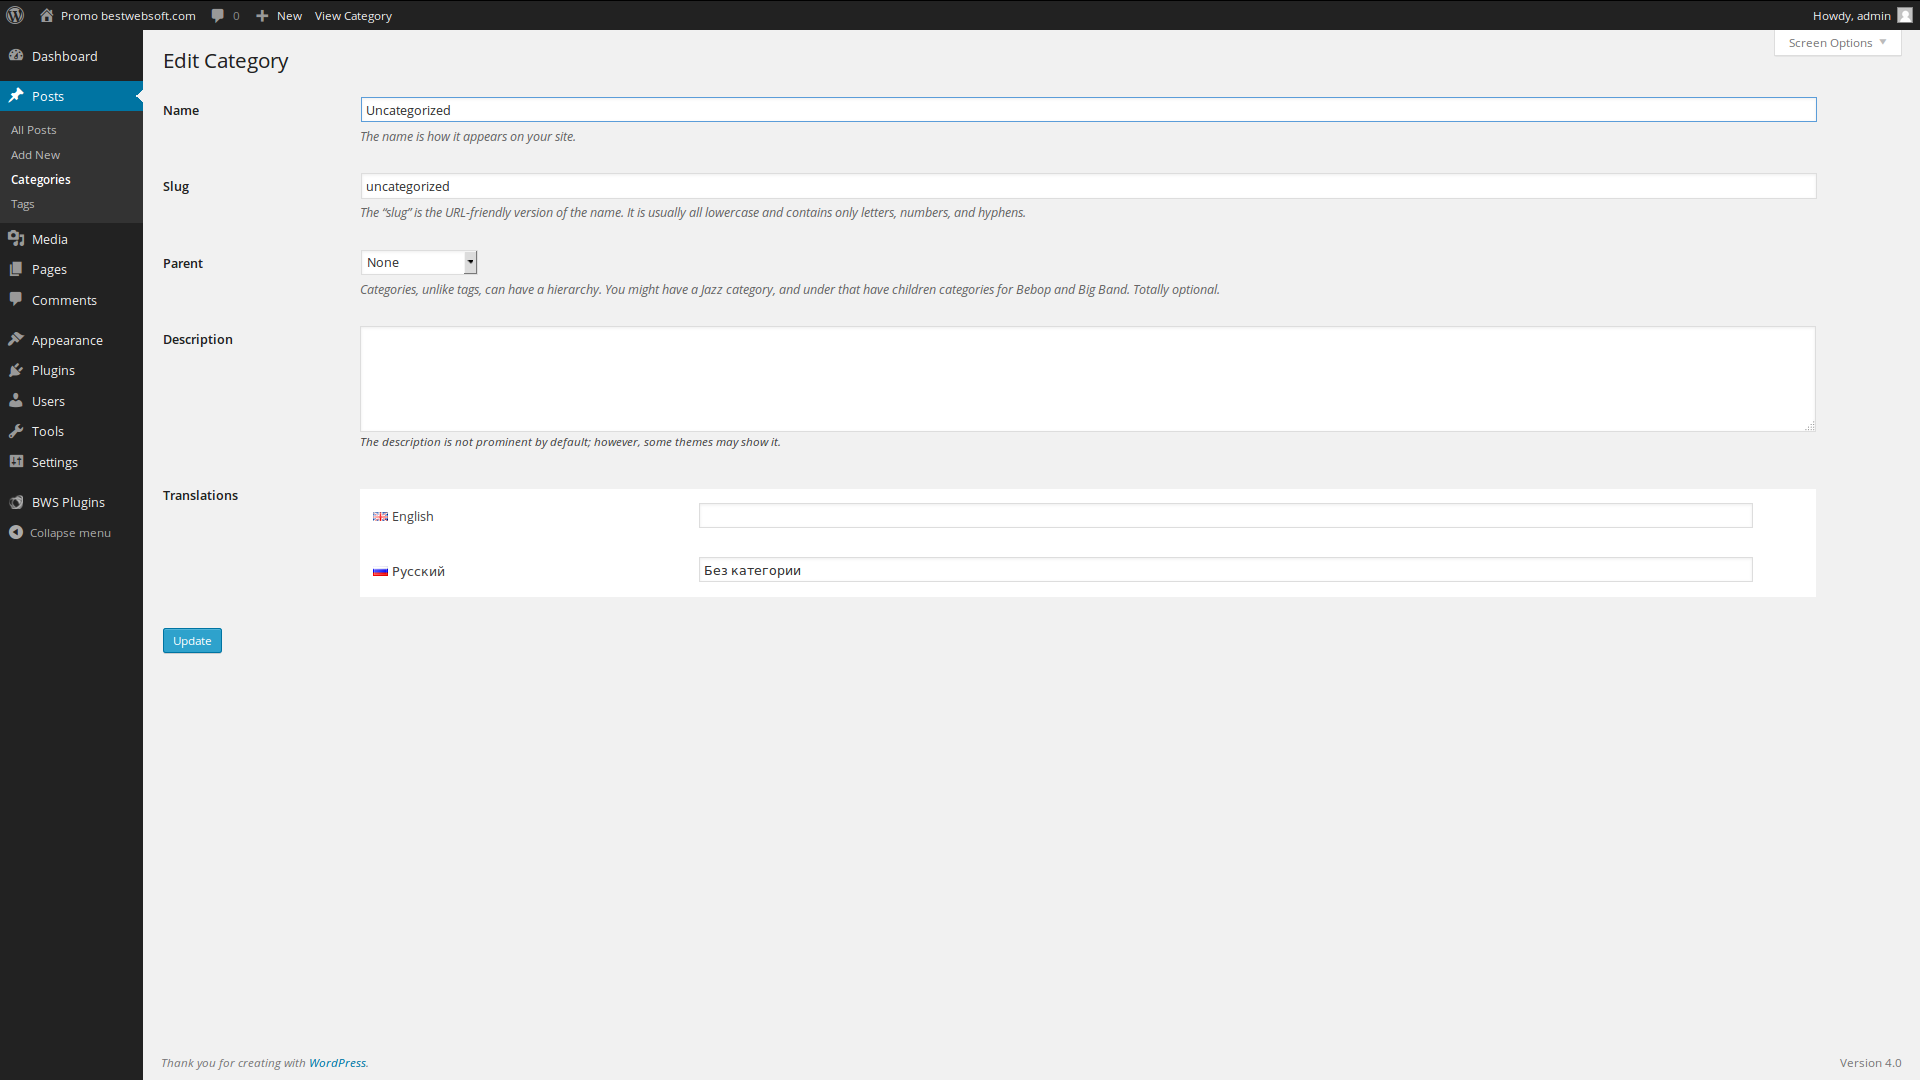 Promo bestwebsoft.com 0 New View Category Howdy, admin
Screen Options
Dashboard
Posts
All Posts
Add New
Categories
Tags
Media
Pages
Comments
Appearance
Plugins
Users
Tools
Settings
BWS Plugins
Collapse menu
Edit Category
Name Uncategorized
The name is how it appears on your site.
Slug uncategorized
The “slug” is the URL-friendly version of the name. It is usually all lowercase and contains only letters, numbers, and hyphens.
Parent None
Categories, unlike tags, can have a hierarchy. You might have a Jazz category, and under that have children categories for Bebop and Big Band. Totally optional.
Description
The description is not prominent by default; however, some themes may show it.
Translations English
Русский Без категории
Update
Thank you for creating with WordPress. Version 4.0